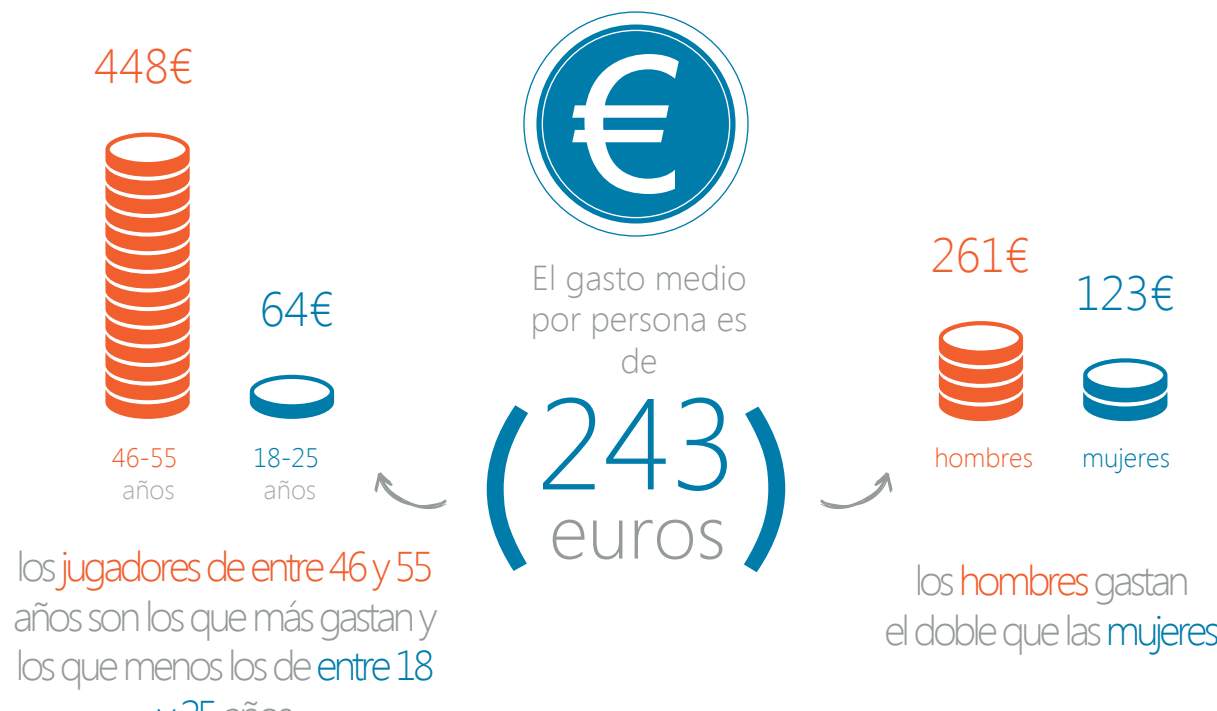 448€
64€
46-55
años
18-25
años
los jugadores de entre 46 y 55
años son los que más gastan y
los que menos los de entre 18
y 25 años
€
El gasto medio
por persona es
de
(243
euros)
261€
123€
hombres
mujeres
los hombres gastan
el doble que las mujeres